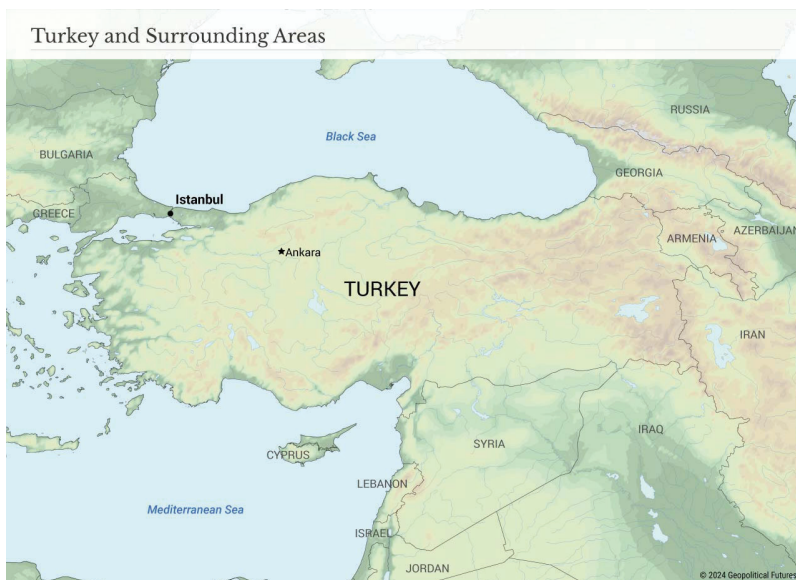 Turkey and Surrounding Areas
RUSSIA
Black Sea
BULGARIA
GEORGIA
Istanbul
GREECE
AZERBAIJAN
ARMENIA
Ankara
TURKEY
IRAN
IRAQ
SYRIA
CYPRUS
LEBANON
Mediterranean Sea
ISRAEL
JORDAN
© 2024 Geopolitical Futures